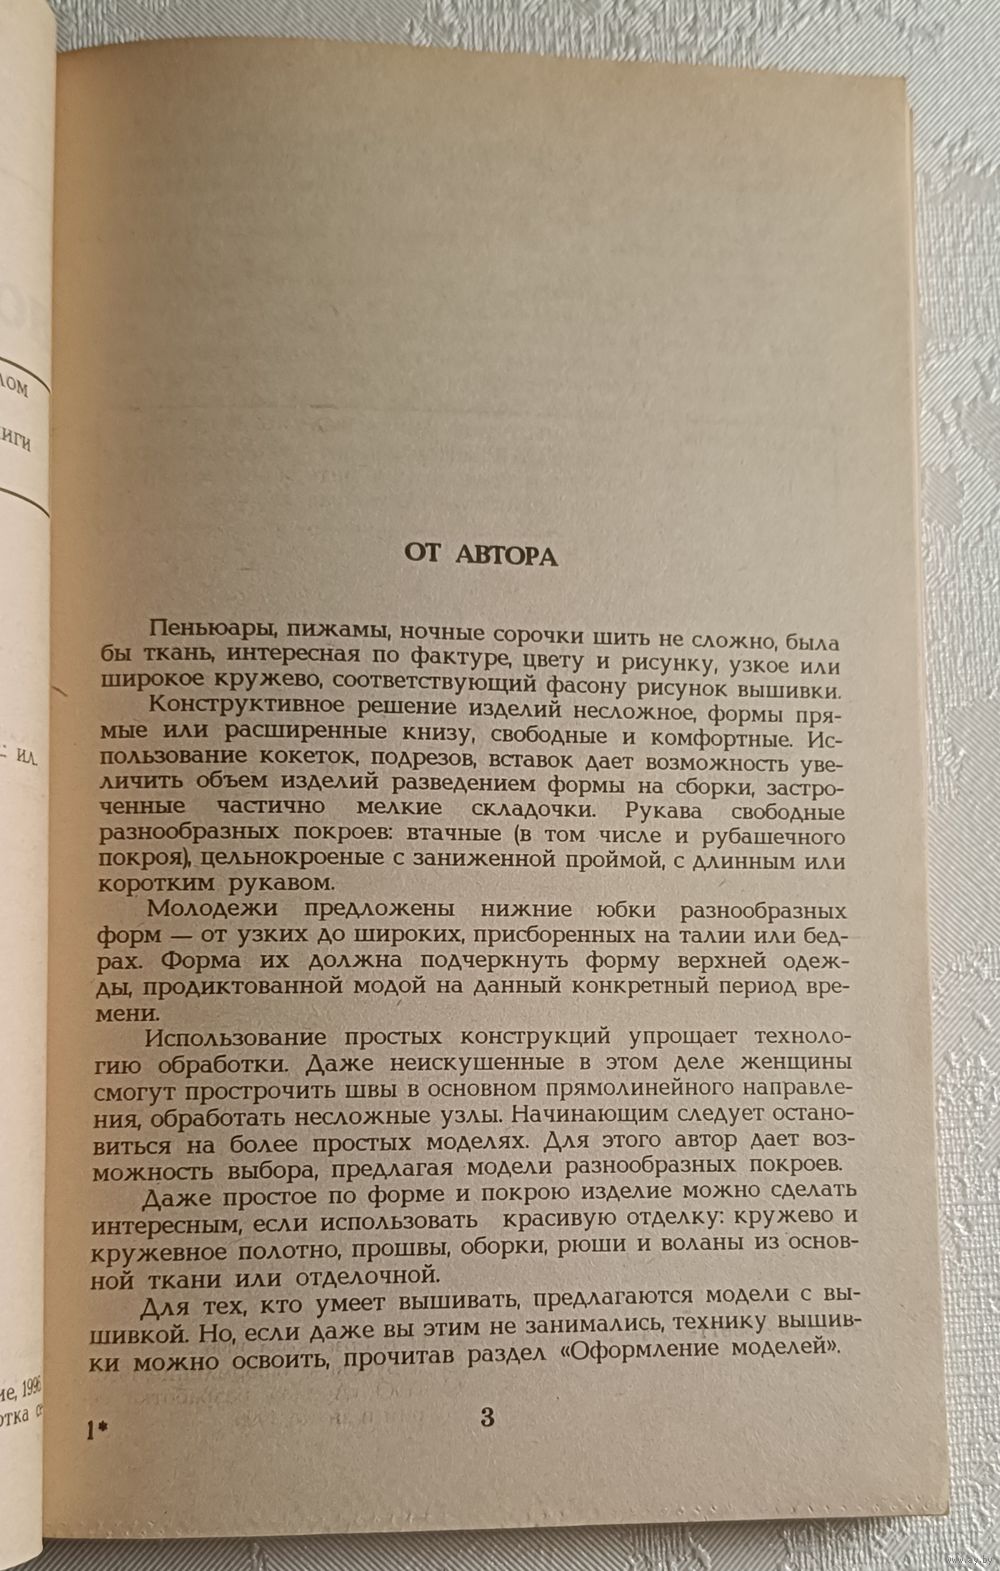 лом
иги
.: ил.
ие, 1996
отка се
ОТ АВТОРА
Пеньюары, пижамы, ночные сорочки шить не сложно, была
бы ткань, интересная по фактуре, цвету и рисунку, узкое или
широкое кружево, соответствующий фасону рисунок вышивки.
Конструктивное решение изделий несложное, формы пря-
мые или расширенные книзу, свободные и комфортные. Ис-
пользование кокеток, подрезов, вставок дает возможность уве-
личить объем изделий разведением формы на сборки, застро-
ченные частично мелкие складочки. Рукава свободные
разнообразных покроев: втачные (в том числе и рубашечного
покроя), цельнокроеные с заниженной проймой, с длинным или
коротким рукавом.
Молодежи предложены нижние юбки разнообразных
форм — от узких до широких, присборенных на талии или бед-
рах. Форма их должна подчеркнуть форму верхней одеж-
ды, продиктованной модой на данный конкретный период вре-
мени.
Использование простых конструкций упрощает техноло-
гию обработки. Даже неискушенные в этом деле женщины
смогут прострочить швы в основном прямолинейного направле-
ния, обработать несложные узлы. Начинающим следует остано-
виться на более простых моделях. Для этого автор дает воз-
можность выбора, предлагая модели разнообразных покроев.
Даже простое по форме и покрою изделие можно сделать
интересным, если использовать красивую отделку: кружево и
кружевное полотно, прошвы, оборки, рюши и воланы из основ-
ной ткани или отделочной.
Для тех, кто умеет вышивать, предлагаются модели с вы-
шивкой. Но, если даже вы этим не занимались, технику вышив-
ки можно освоить, прочитав раздел «Оформление моделей».
1*
3
www.ay.by